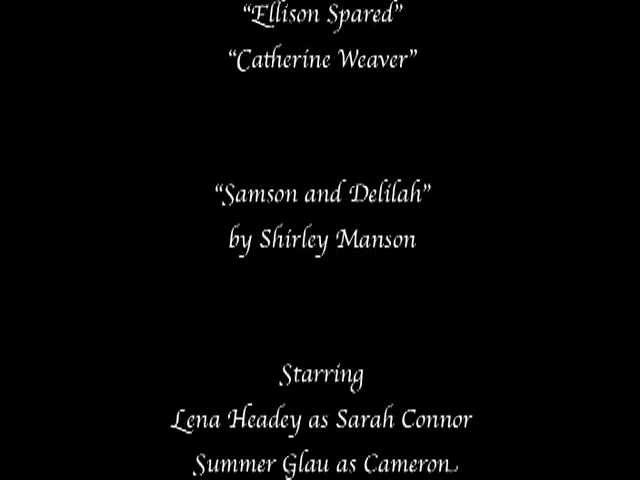 “Ellison Spared”
“Catherine Weaver”
“Samson and Delilah”
by Shirley Manson
Starring
Lena Headey as Sarah Connor
Summer Glau as Cameron